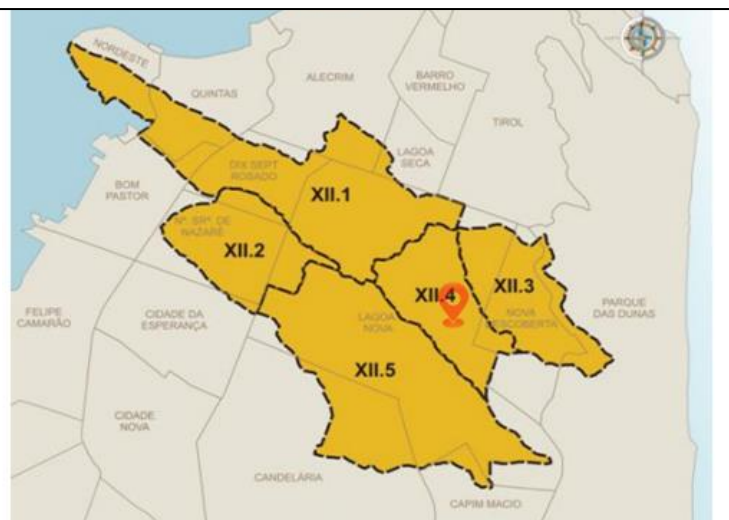 NORDESTE
QUINTAS
ALECRIM
BARRO
VERMELHO
TIROL
LAGOA
SECA
DIX SEPT
ROSADO
BOM
PASTOR
XII.1
Nª. SRª. DE
NAZARÉ
XII.2
XII.4
XII.3
PARQUE
DAS DUNAS
FELIPE
CAMARÃO
CIDADE DA
ESPERANÇA
LAGOA
NOVA
NOVA
DESCOBERTA
XII.5
CIDADE
NOVA
CANDELÁRIA
CAPIM MACIO